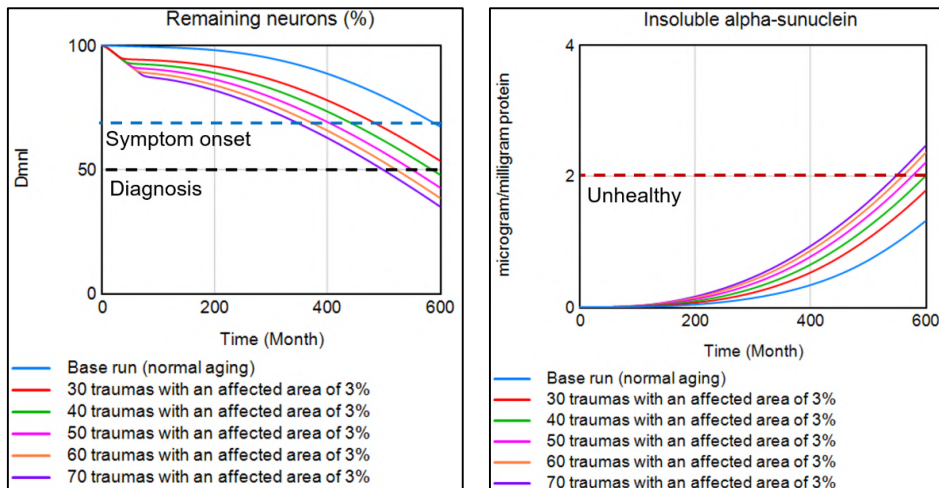 Remaining neurons (%)
100
50
0
Dmnl
Symptom onset
Diagnosis
0 200 400 600
Time (Month)
Base run (normal aging)
30 traumas with an affected area of 3%
40 traumas with an affected area of 3%
50 traumas with an affected area of 3%
60 traumas with an affected area of 3%
70 traumas with an affected area of 3%
Insoluble alpha-sunuclein
4
2
0
microgram/milligram protein
Unhealthy
0 200 400 600
Time (Month)
Base run (normal aging)
30 traumas with an affected area of 3%
40 traumas with an affected area of 3%
50 traumas with an affected area of 3%
60 traumas with an affected area of 3%
70 traumas with an affected area of 3%